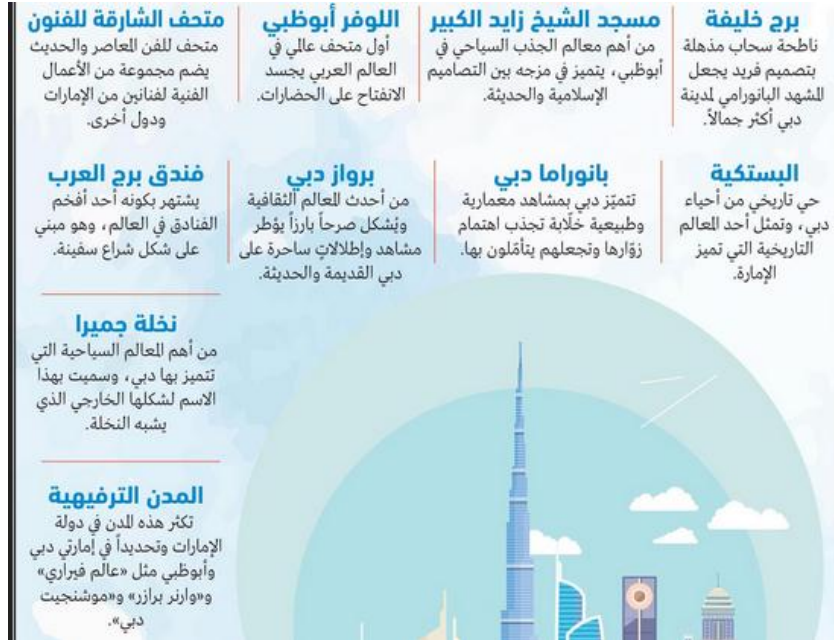 برج خليفة
ناطحة سحاب مذهلة
بتصميم فريد يجعل
المشهد البانورامي لمدينة
دبي أكثر جمالاً.
مسجد الشيخ زايد الكبير
من أهم معالم الجذب السياحي في
أبوظبي، يتميز في مزجه بين التصاميم
الإسلامية والحديثة.
اللوفر أبوظبي
أول متحف عالمي في
العالم العربي يجسد
الانفتاح على الحضارات.
متحف الشارقة للفنون
متحف للفن المعاصر والحديث
يضم مجموعة من الأعمال
الفنية لفنانين من الإمارات
ودول أخرى.
البستكية
حي تاريخي من أحياء
دبي، وتمثل أحد المعالم
التاريخية التي تميز
الإمارة.
بانوراما دبي
تتميّز دبي بمشاهد معمارية
وطبيعية خلّابة تجذب اهتمام
زوّارها وتجعلهم يتأمّلون بها.
برواز دبي
من أحدث المعالم الثقافية
ويُشكل صرحاً بارزاً يؤطر
مشاهد وإطلالاتٍ ساحرة على
دبي القديمة والحديثة.
فندق برج العرب
يشتهر بكونه أحد أفخم
الفنادق في العالم، وهو مبني
على شكل شراع سفينة.
نخلة جميرا
من أهم المعالم السياحية التي
تتميز بها دبي، وسميت بهذا
الاسم لشكلها الخارجي الذي
يشبه النخلة.
المدن الترفيهية
تكثر هذه المدن في دولة
الإمارات وتحديداً في إمارتي دبي
وأبوظبي مثل «عالم فيراري»
و«وارنر برازر» و«موشنجيت
دبي».